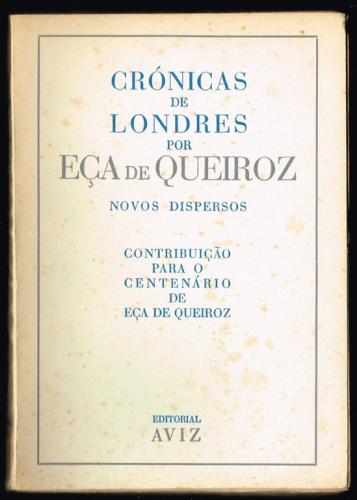 CRÓNICAS
DE
LONDRES
POR
EÇA DE QUEIROZ
NOVOS DISPERSOS
CONTRIBUIÇÃO
PARA O
CENTENÁRIO
DE
EÇA DE QUEIROZ
EDITORIAL
AVIZ